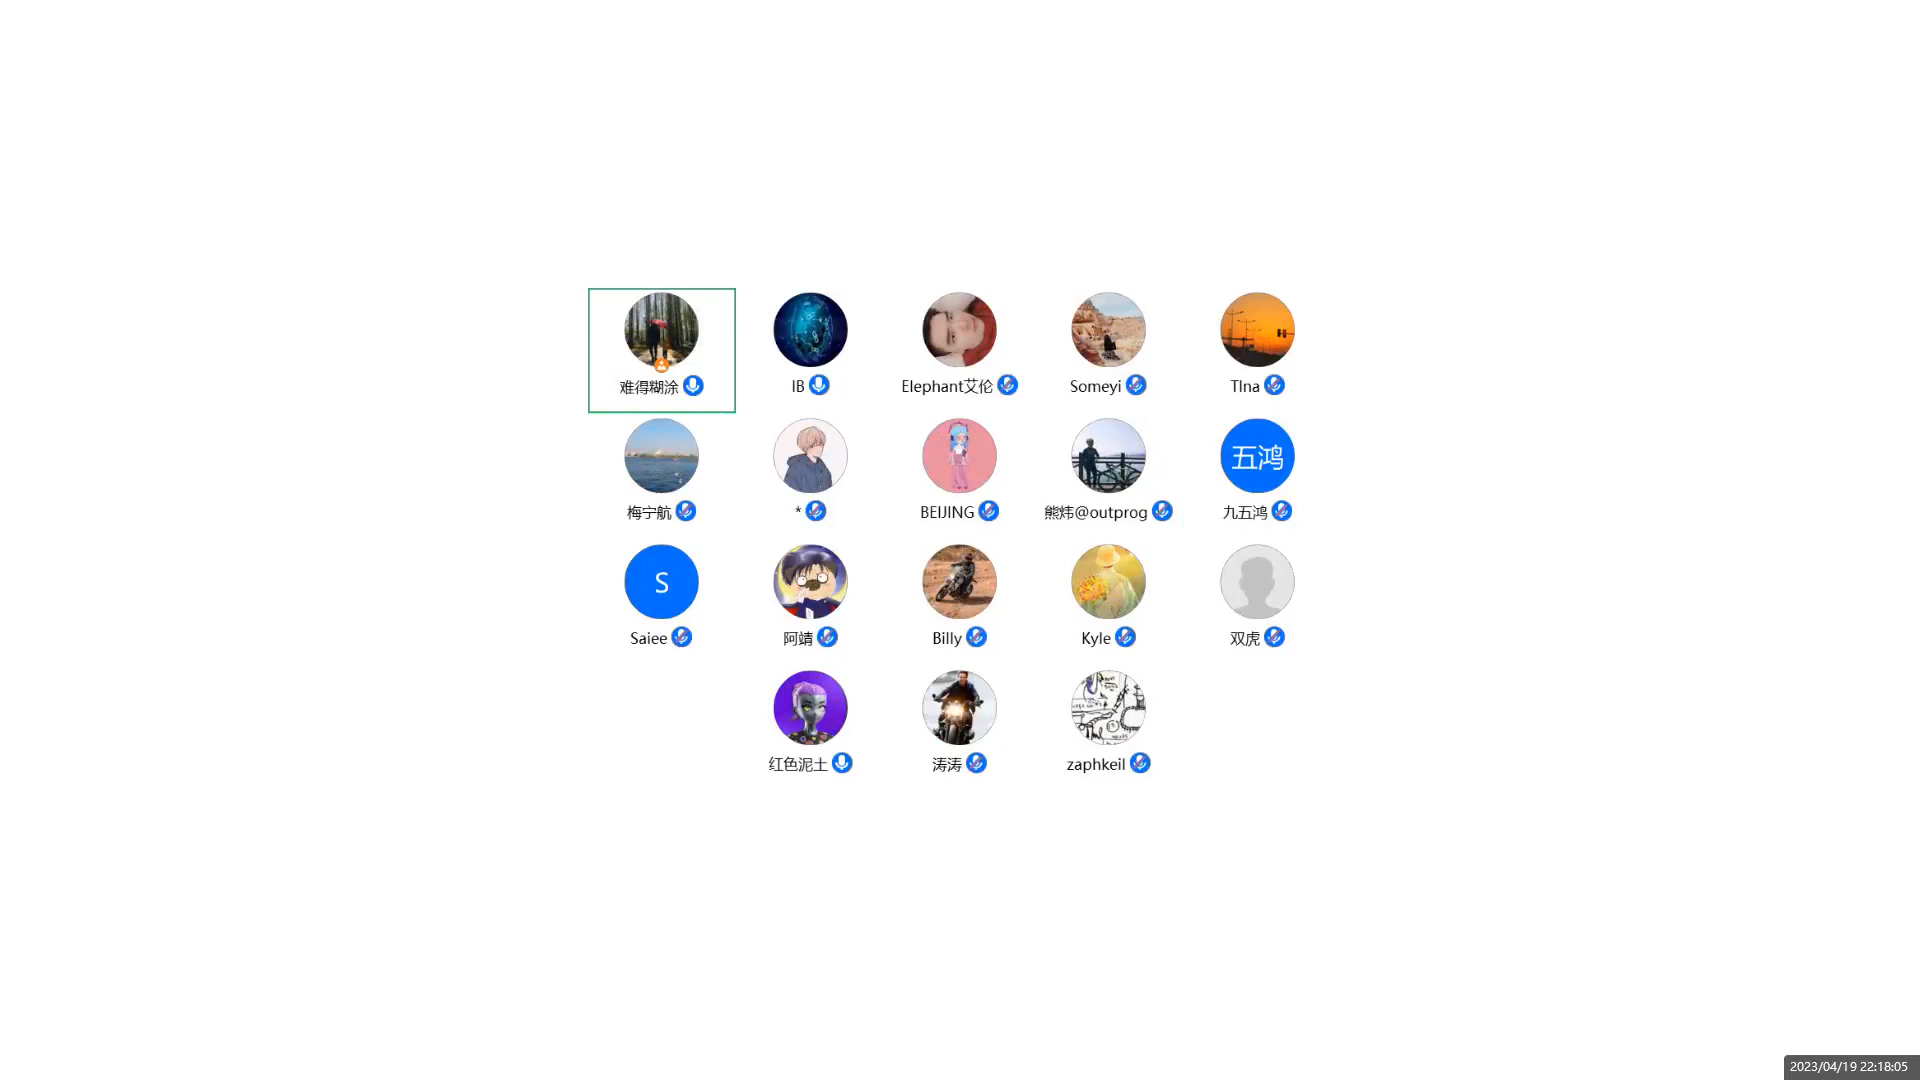 难得糊涂
IB
Elephant艾伦
Someyi
TIna
梅宁航
*
BEIJING
熊炜@outprog
五鸿
九五鸿
S
Saiee
阿靖
Billy
Kyle
双虎
红色泥土
涛涛
zaphkeil
2023/04/19 22:18:05